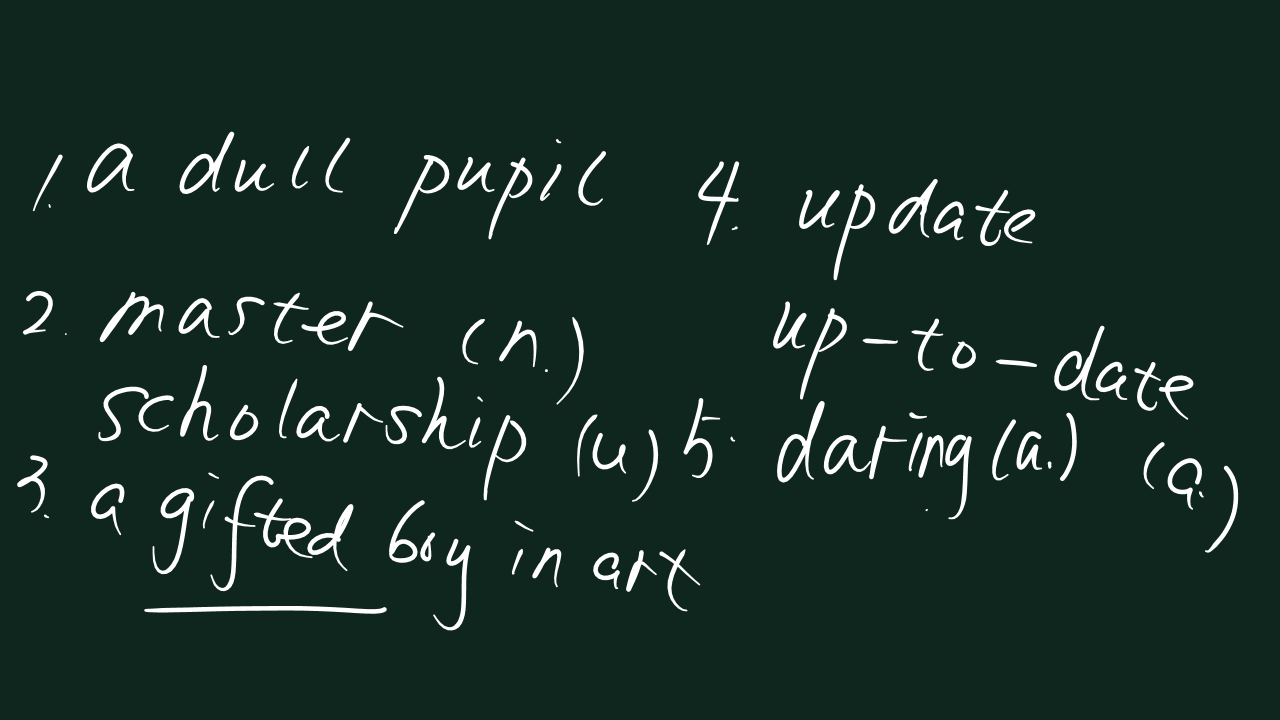 1. a dull pupil
2. master (n.)
scholarship (u)
3. a gifted boy in art
4. update
up-to-date (a.)
5. daring (a.)